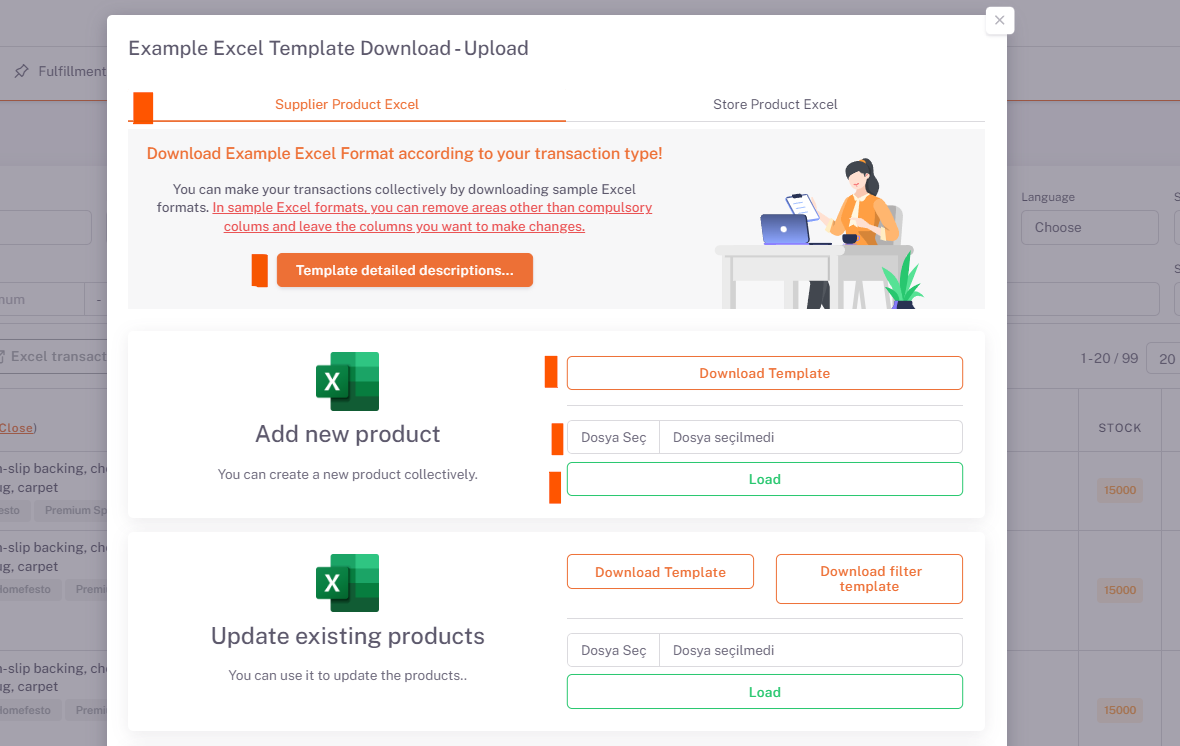 Example Excel Template Download - Upload
Fulfillment
Supplier Product Excel
Store Product Excel
Download Example Excel Format according to your transaction type!
You can make your transactions collectively by downloading sample Excel
formats. In sample Excel formats, you can remove areas other than compulsory
colums and leave the columns you want to make changes.
Template detailed descriptions...
Language
Choose
-
Excel transact
1 - 20 / 99
20
X
Add new product
You can create a new product collectively.
Download Template
Dosya Seç
Dosya seçilmedi
Load
Close)
STOCK
n-slip backing, ch
ug, carpet
Premium Sp
15000
n-slip backing, ch
ug, carpet
Homefesto
Premi
15000
X
Update existing products
You can use it to update the products..
Download Template
Download filter
template
Dosya Seç
Dosya seçilmedi
Load
n-slip backing, ch
ug, carpet
Homefesto
Premi
15000